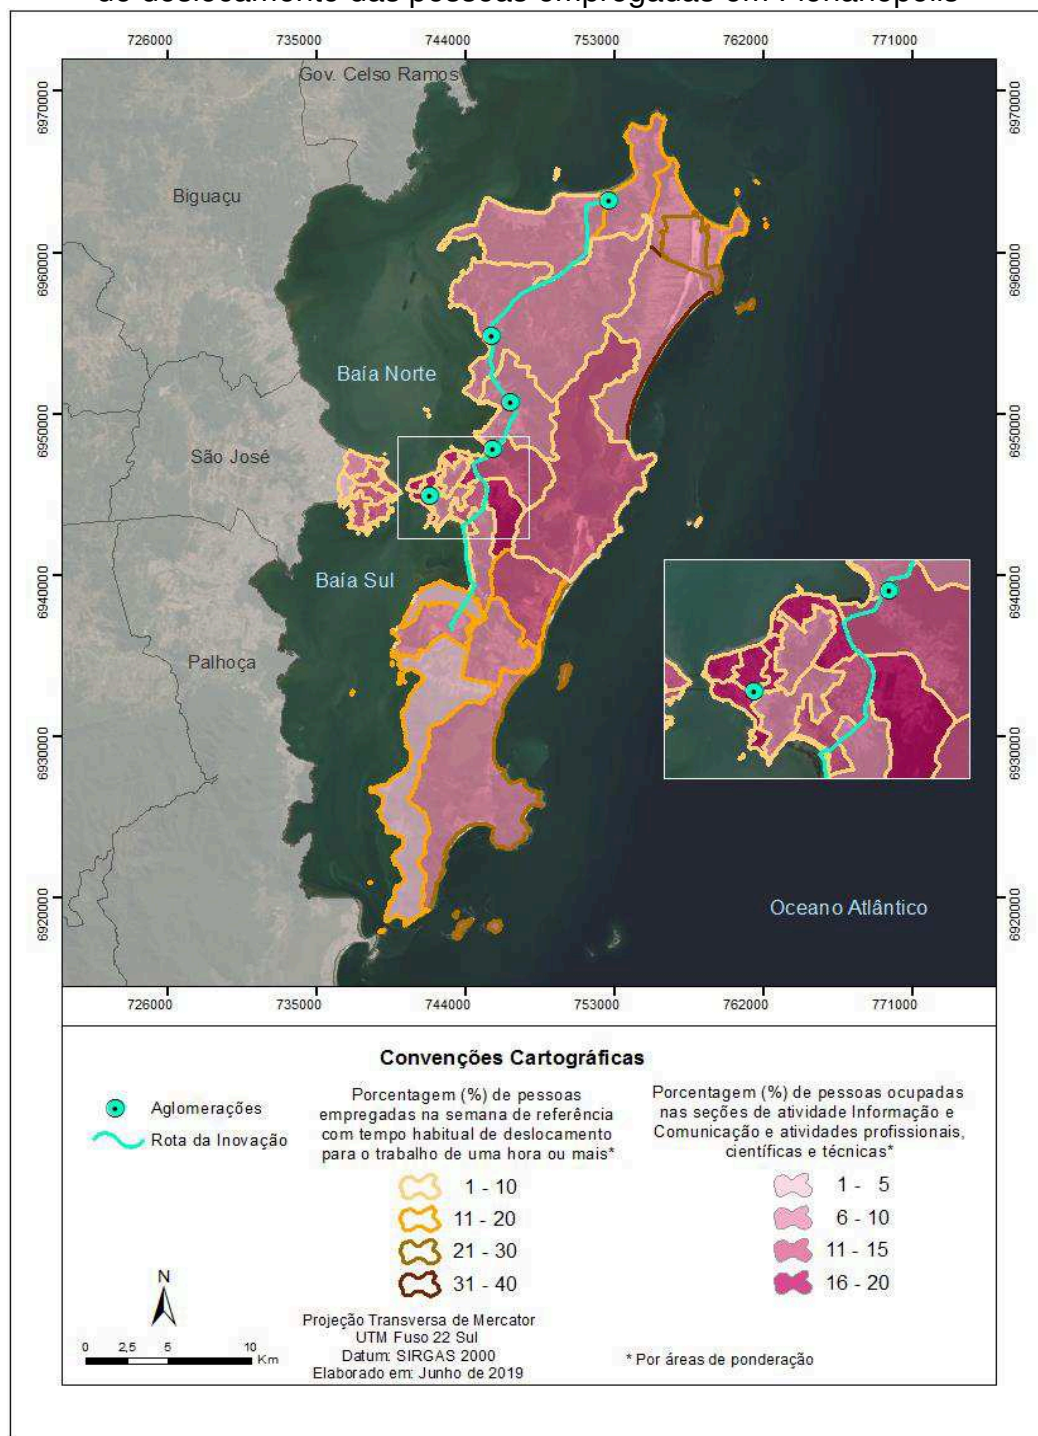 de deslocamento das pessoas empregadas em Florianópolis
726000 735000 744000 753000 762000 771000
Gov. Celso Ramos
6970000 6970000
Biguaçu
6960000 6960000
Baía Norte
6950000 6950000
São José
Baía Sul
6940000 6940000
Palhoça
6930000 6930000
Oceano Atlântico
6920000 6920000
726000 735000 744000 753000 762000 771000
Convenções Cartográficas
Aglomerações
Rota da Inovação
Porcentagem (%) de pessoas
empregadas na semana de referência
com tempo habitual de deslocamento
para o trabalho de uma hora ou mais*
1 - 10
11 - 20
21 - 30
31 - 40
Porcentagem (%) de pessoas ocupadas
nas seções de atividade Informação e
Comunicação e atividades profissionais,
científicas e técnicas*
1 - 5
6 - 10
11 - 15
16 - 20
N
0 2,5 5 10
Km
Projeção Transversa de Mercator
UTM Fuso 22 Sul
Datum: SIRGAS 2000
Elaborado em: Junho de 2019
* Por áreas de ponderação